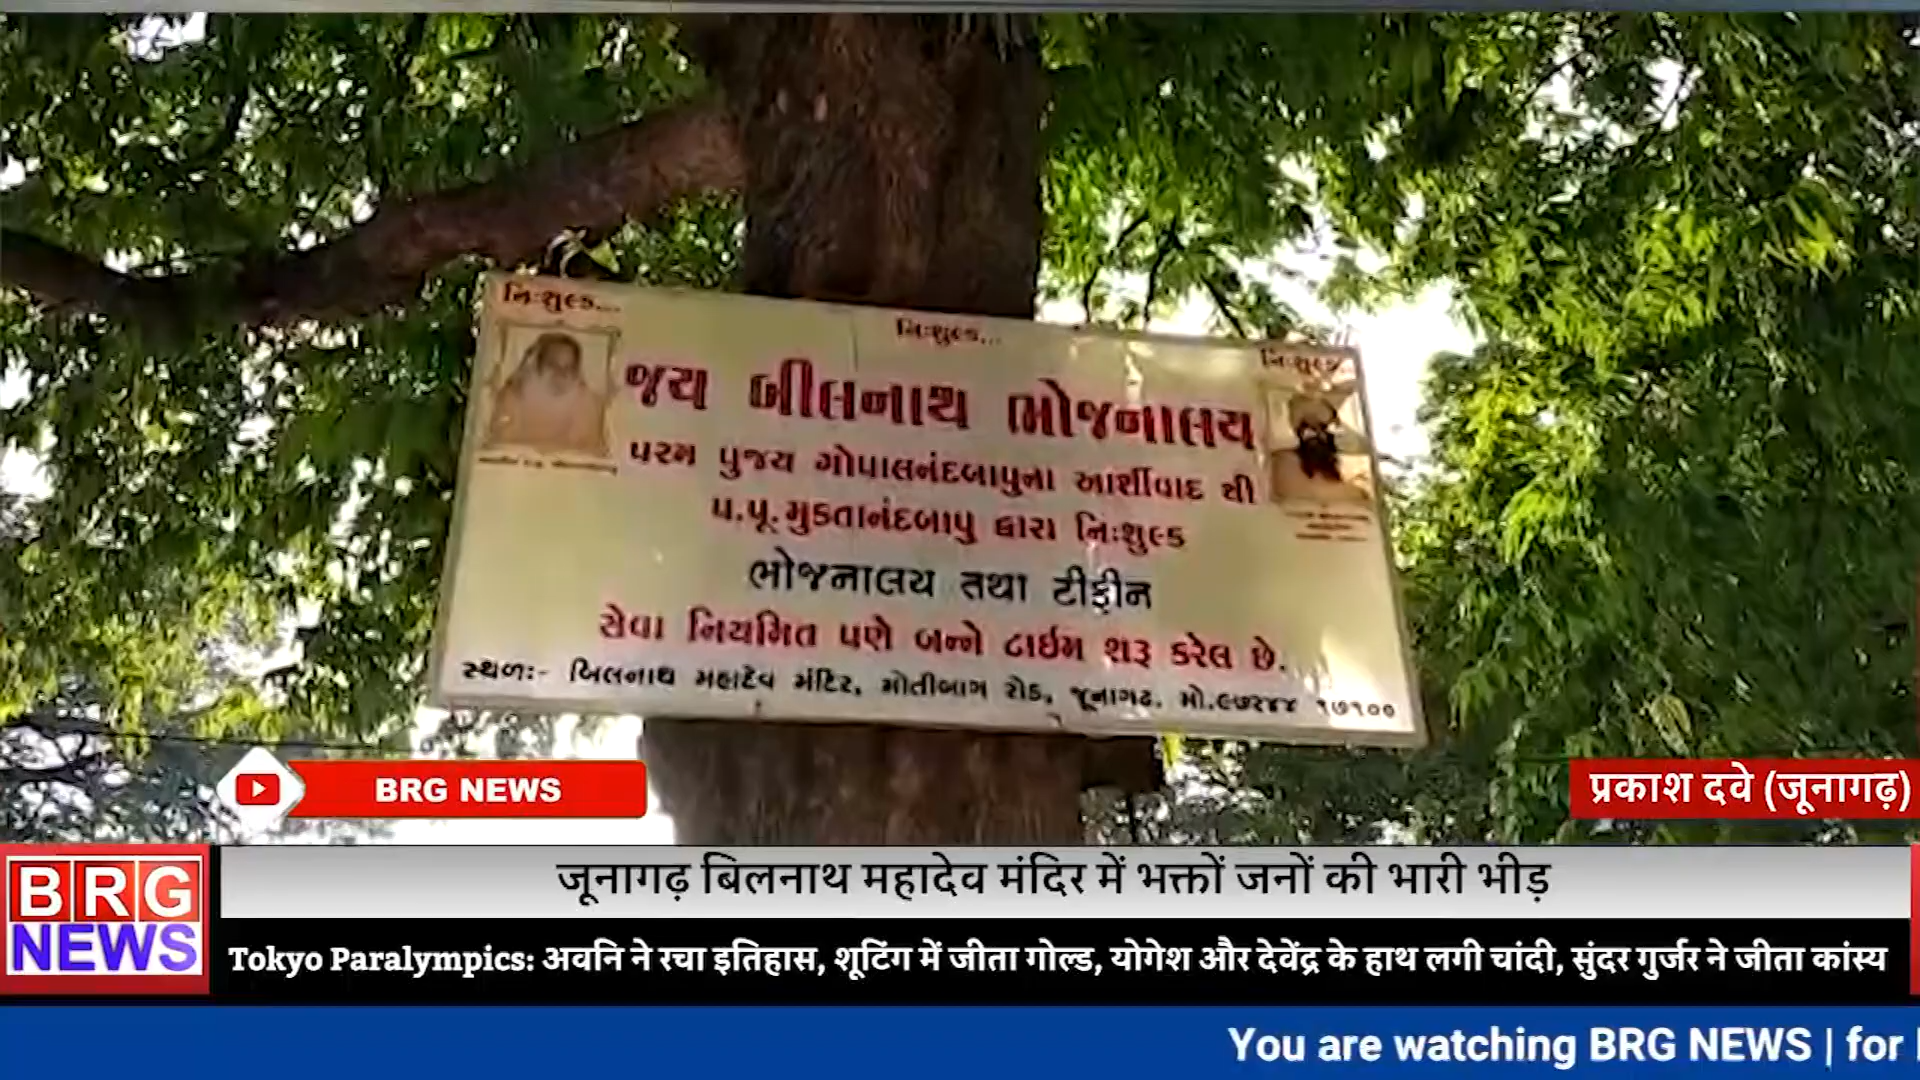 નિઃશુલ્ક...
નિઃશુલ્ક...
નિઃશુલ્ક
જય બીલનાથ ભોજનાલય
પરમ પુજય ગોપાલનંદબાપુના આર્શીવાદ થી
પ.પૂ.મુકતાનંદબાપુ દ્વારા નિઃશુલ્ક
ભોજનાલય તથા ટીફીન
સેવા નિયમિત પણે બન્ને ટાઈમ શરૂ કરેલ છે.
સ્થળઃ- બિલનાથ મહાદેવ મંદિર, મોતીબાગ રોડ, જૂનાગઢ. મો.૯૭૨૪૪ ૧૭૧૦૦
BRG NEWS
प्रकाश दवे (जूनागढ़)
जूनागढ़ बिलनाथ महादेव मंदिर में भक्तों जनों की भारी भीड़
BRG
NEWS
Tokyo Paralympics: अवनि ने रचा इतिहास, शूटिंग में जीता गोल्ड, योगेश और देवेंद्र के हाथ लगी चांदी, सुंदर गुर्जर ने जीता कांस्य
You are watching BRG NEWS | for